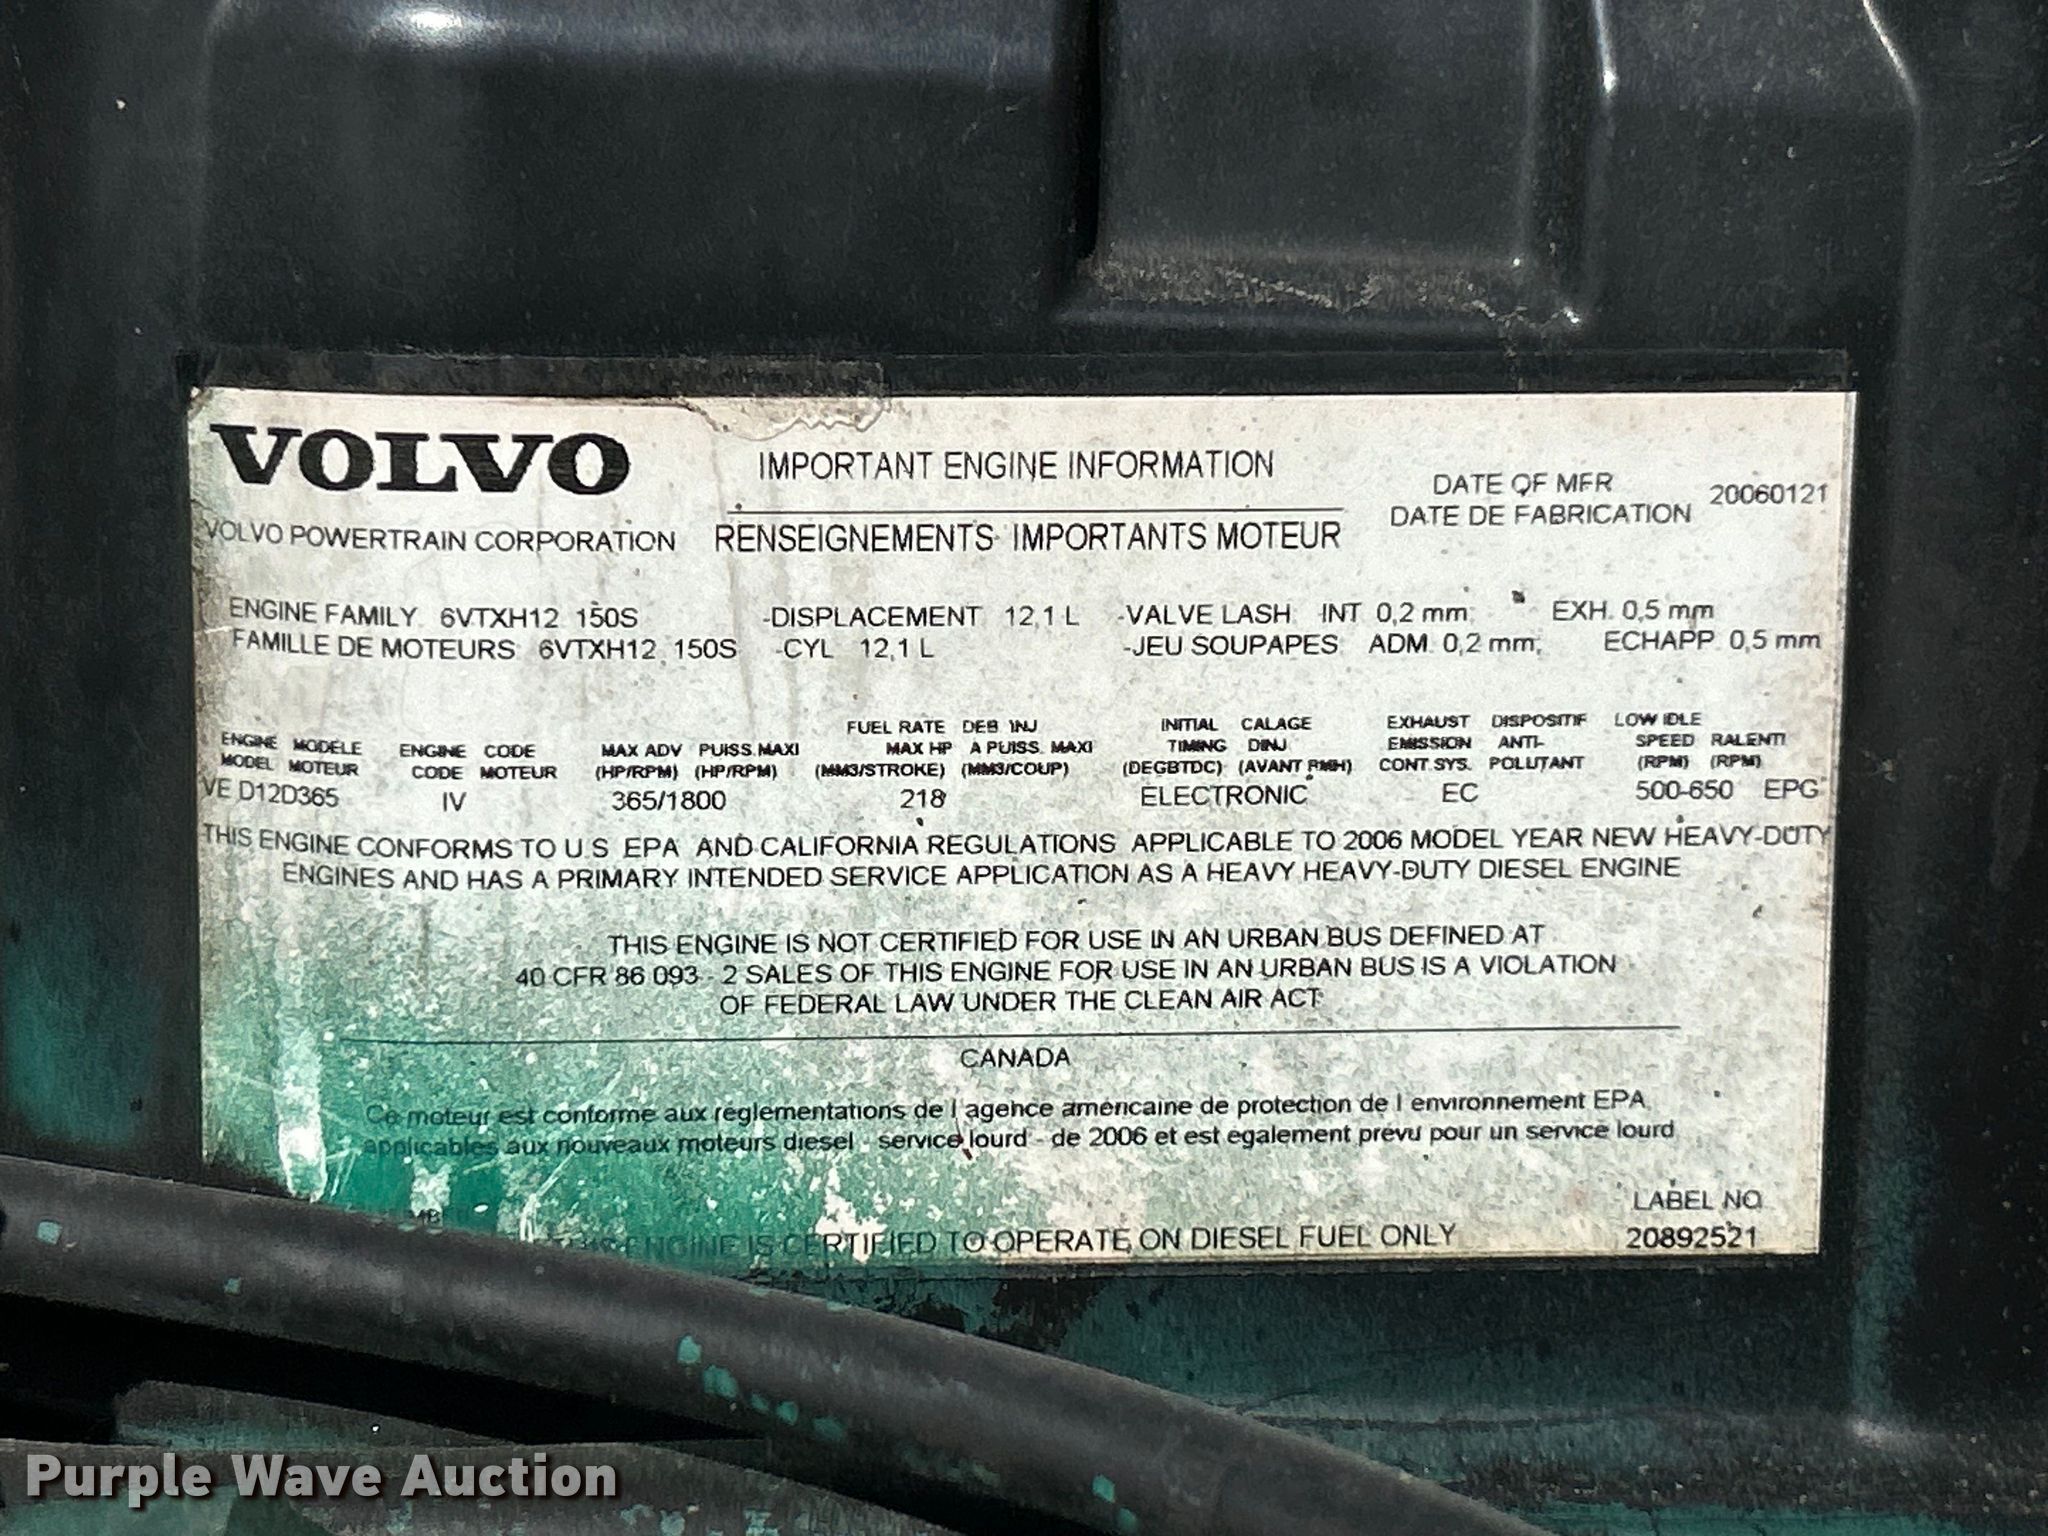 VOLVO
VOLVO POWERTRAIN CORPORATION
IMPORTANT ENGINE INFORMATION
RENSEIGNEMENTS IMPORTANTS MOTEUR
DATE OF MFR
DATE DE FABRICATION
20060121
ENGINE FAMILY 6VTXH12 150S -DISPLACEMENT 12,1 L -VALVE LASH INT 0,2 mm, EXH. 0,5 mm
FAMILLE DE MOTEURS 6VTXH12 150S -CYL 12,1 L -JEU SOUPAPES ADM. 0,2 mm, ECHAPP. 0,5 mm
FUEL RATE DEB INJ INITIAL CALAGE EXHAUST DISPOSITIF LOW IDLE
ENGINE MODELE ENGINE CODE MAX ADV PUISS. MAXI MAX HP A PUISS. MAXI TIMING DINJ EMISSION ANTI- SPEED RALENTI
MODEL MOTEUR CODE MOTEUR (HP/RPM) (HP/RPM) (MM3/STROKE) (MM3/COUP) (DEGBTDC) (AVANT PMH) CONT.SYS. POLLUTANT (RPM) (RPM)
VE D12D365 IV 365/1800 218 ELECTRONIC EC 500-650 EPG
THIS ENGINE CONFORMS TO U.S EPA AND CALIFORNIA REGULATIONS APPLICABLE TO 2006 MODEL YEAR NEW HEAVY-DUTY
ENGINES AND HAS A PRIMARY INTENDED SERVICE APPLICATION AS A HEAVY HEAVY-DUTY DIESEL ENGINE
THIS ENGINE IS NOT CERTIFIED FOR USE IN AN URBAN BUS DEFINED AT
40 CFR 86 093 - 2 SALES OF THIS ENGINE FOR USE IN AN URBAN BUS IS A VIOLATION
OF FEDERAL LAW UNDER THE CLEAN AIR ACT
CANADA
Ce moteur est conforme aux reglementations de l agence americaine de protection de l environnement EPA
applicables aux nouveaux moteurs diesel - service lourd - de 2006 et est egalement prevu pour un service lourd
LABEL NO
THIS ENGINE IS CERTIFIED TO OPERATE ON DIESEL FUEL ONLY
20892521
Purple Wave Auction